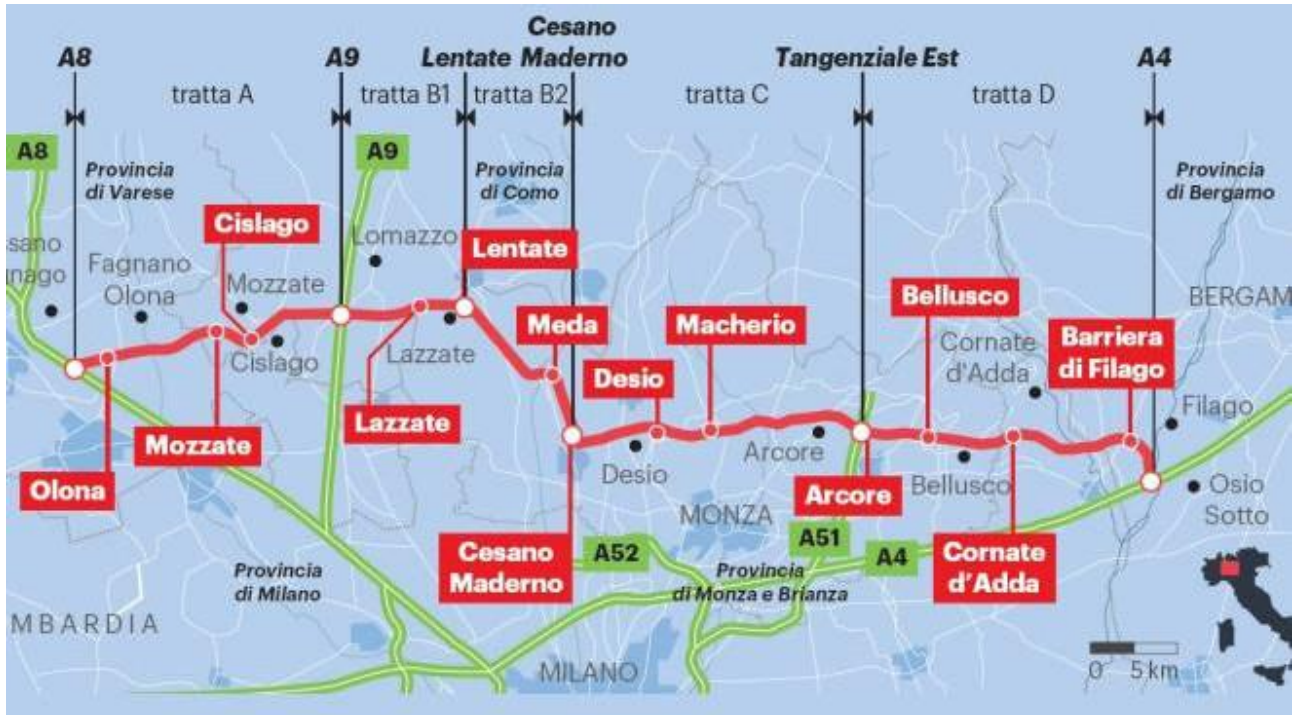 A8
A9
Lentate
Cesano
Maderno
Tangenziale Est
A4
tratta A
tratta B1
tratta B2
tratta C
tratta D
A8
A9
Provincia
di Varese
Provincia
di Como
Provincia
di Bergamo
Cislago
Lomazzo
Lentate
ssano
gnago
Fagnano
Olona
Mozzate
Bellusco
BERGAM
Meda
Macherio
Cornate
d'Adda
Barriera
di Filago
Cislago
Lazzate
Desio
Lazzate
Filago
Mozzate
Olona
Desio
Arcore
Arcore
Bellusco
Osio
Sotto
MONZA
Cesano
Maderno
A52
A51
A4
Cornate
d'Adda
Provincia
di Milano
Provincia
di Monza e Brianza
MBARDIA
MILANO
0 5 km